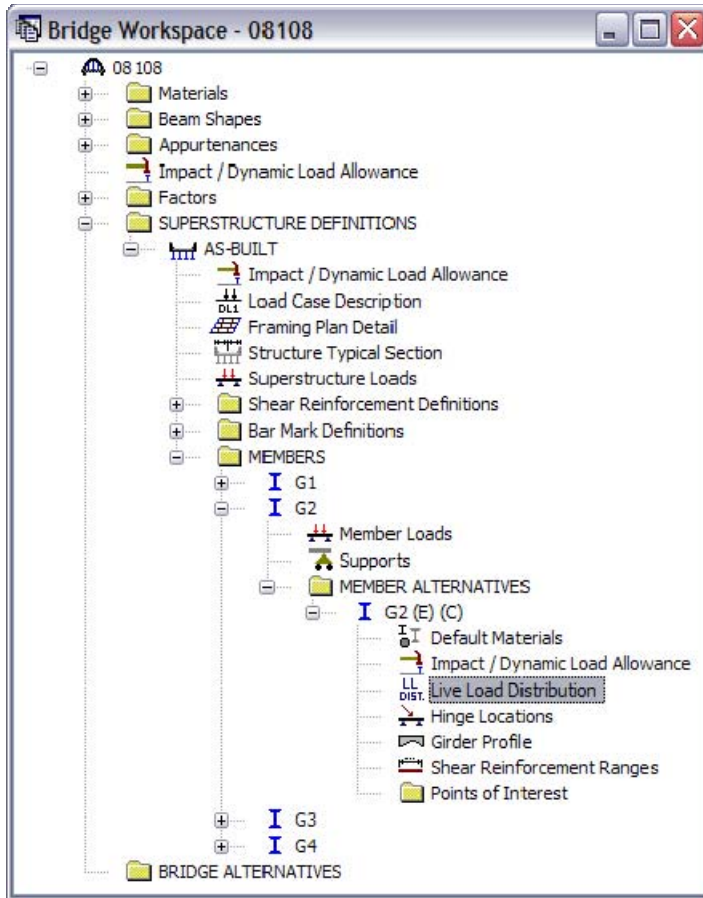 Bridge Workspace - 08108
08108
Materials
Beam Shapes
Appurtenances
Impact / Dynamic Load Allowance
Factors
SUPERSTRUCTURE DEFINITIONS
AS-BUILT
Impact / Dynamic Load Allowance
DL1 Load Case Description
Framing Plan Detail
Structure Typical Section
Superstructure Loads
Shear Reinforcement Definitions
Bar Mark Definitions
MEMBERS
G1
G2
Member Loads
Supports
MEMBER ALTERNATIVES
G2 (E) (C)
Default Materials
Impact / Dynamic Load Allowance
LL DIST. Live Load Distribution
Hinge Locations
Girder Profile
Shear Reinforcement Ranges
Points of Interest
G3
G4
BRIDGE ALTERNATIVES